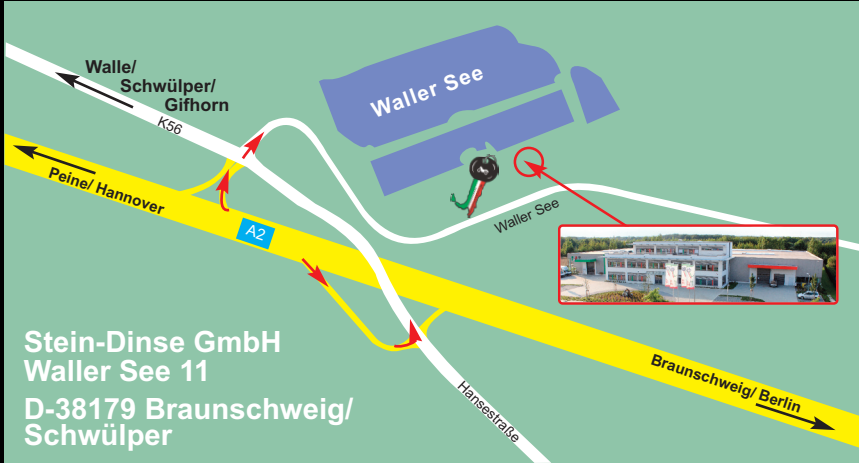 Walle/
Schwülper/
Gifhorn
K56
Waller See
Peine/ Hannover
A2
Waller See
Stein-Dinse GmbH
Waller See 11
D-38179 Braunschweig/
Schwülper
Hansestraße
Braunschweig/ Berlin